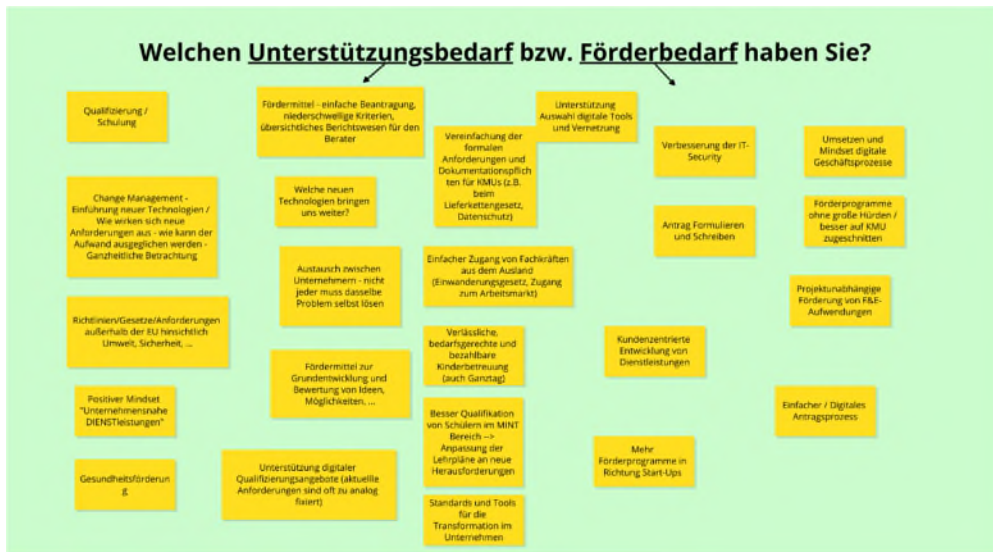 Welchen Unterstützungsbedarf bzw. Förderbedarf haben Sie?
Qualifizierung /
Schulung
Change Management -
Einführung neuer Technologien /
Wie wirken sich neue
Anforderungen aus - wie kann der
Aufwand ausgeglichen werden -
Ganzheitliche Betrachtung
Richtlinien/Gesetze/Anforderungen
außerhalb der EU hinsichtlich
Umwelt, Sicherheit, ...
Positiver Mindset
"Unternehmensnahe
DIENSTleistungen"
Gesundheitsförderun
g
Fördermittel - einfache Beantragung,
niederschwellige Kriterien,
übersichtliches Berichtswesen für den
Berater
Welche neuen
Technologien bringen
uns weiter?
Austausch zwischen
Unternehmern - nicht
jeder muss dasselbe
Problem selbst lösen
Fördermittel zur
Grundentwicklung und
Bewertung von Ideen,
Möglichkeiten, ...
Unterstützung digitaler
Qualifizierungsangebote (aktuellle
Anforderungen sind oft zu analog
fixiert)
Vereinfachung der
formalen
Anforderungen und
Dokumentationspflich
ten für KMUs (z.B.
beim
Lieferkettengesetz,
Datenschutz)
Einfacher Zugang von Fachkräften
aus dem Ausland
(Einwanderungsgesetz, Zugang
zum Arbeitsmarkt)
Verlässliche,
bedarfsgerechte und
bezahlbare
Kinderbetreuung
(auch Ganztag)
Besser Qualifikation
von Schülern im MINT
Bereich -->
Anpassung der
Lehrpläne an neue
Herausforderungen
Standards und Tools
für die
Transformation im
Unternehmen
Unterstützung
Auswahl digitale Tools
und Vernetzung
Verbesserung der IT-
Security
Antrag Formulieren
und Schreiben
Kundenzentrierte
Entwicklung von
Dienstleistungen
Mehr
Förderprogramme in
Richtung Start-Ups
Umsetzen und
Mindset digitale
Geschäftsprozesse
Förderprogramme
ohne große Hürden /
besser auf KMU
zugeschnitten
Projektunabhängige
Förderung von F&E-
Aufwendungen
Einfacher / Digitales
Antragsprozess